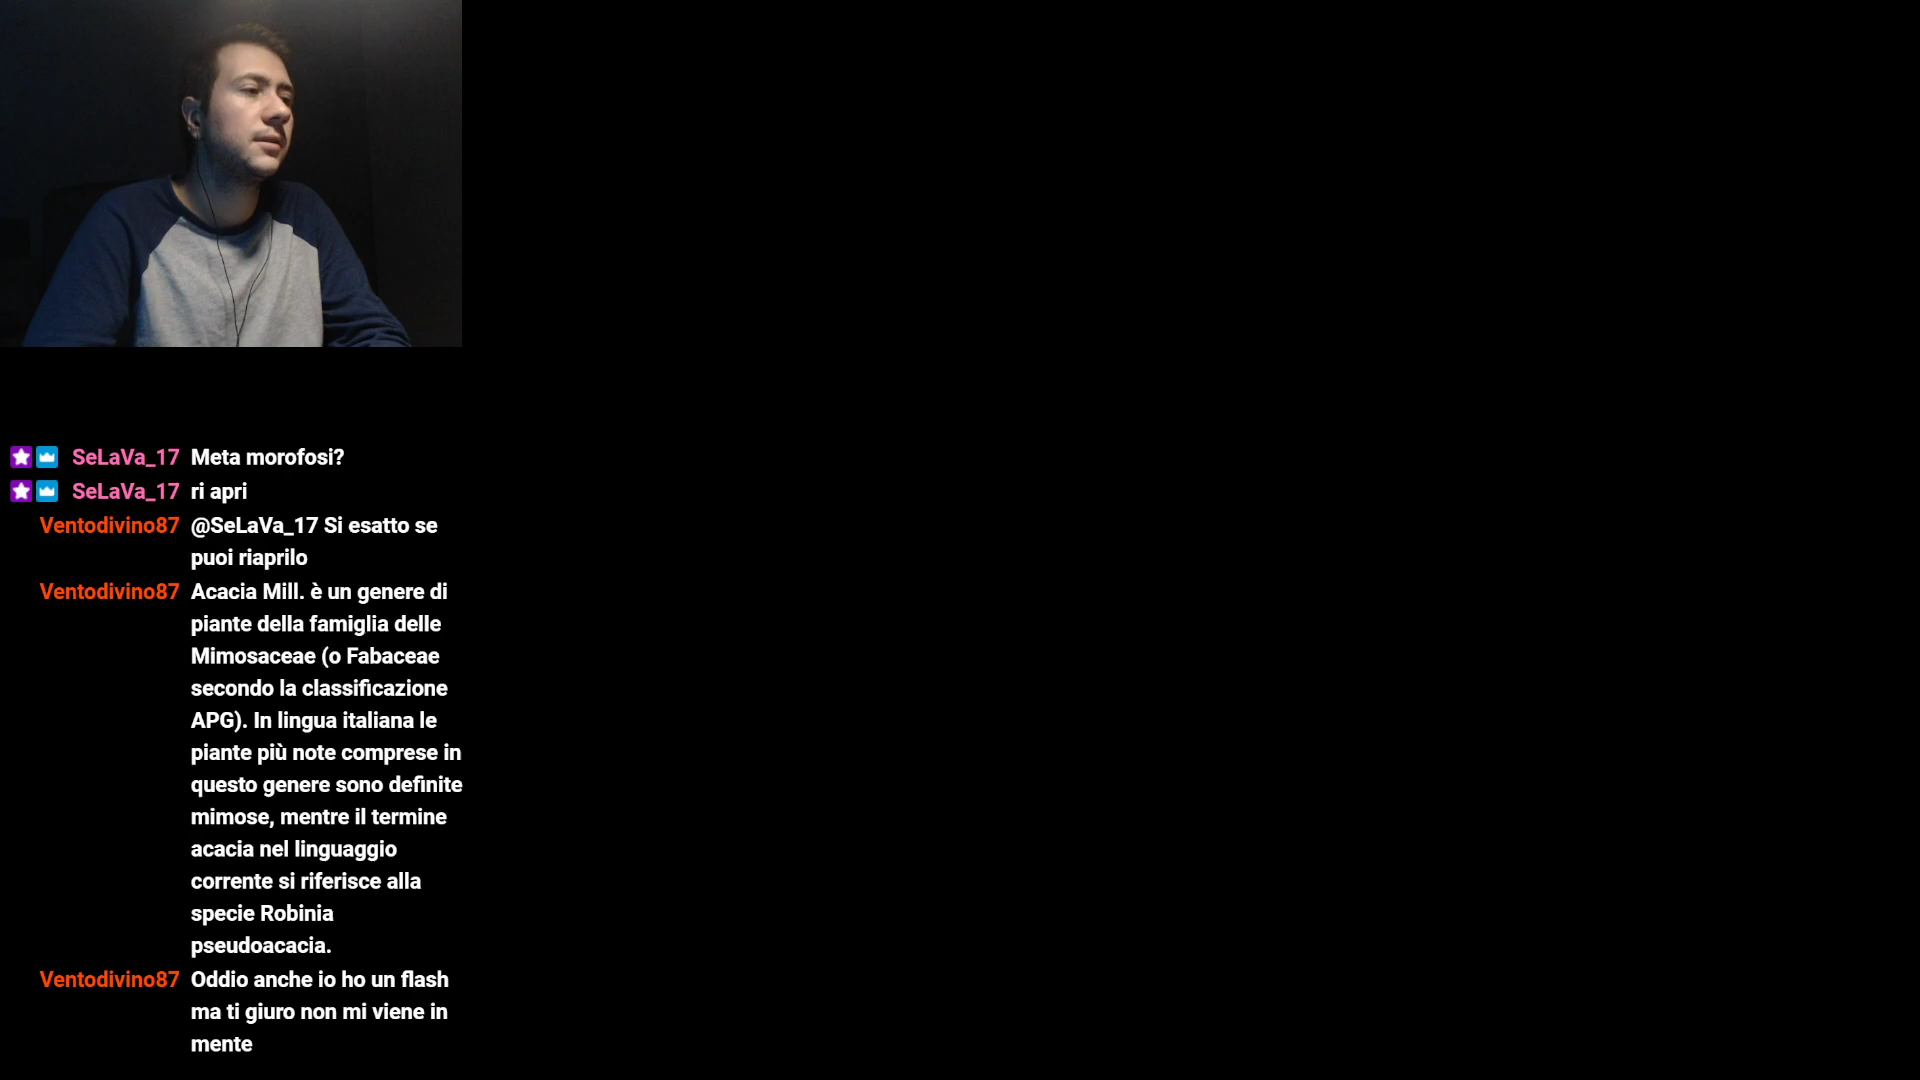 SeLaVa_17 Meta morofosi?
SeLaVa_17 ri apri
Ventodivino87 @SeLaVa_17 Si esatto se
puoi riaprilo
Ventodivino87 Acacia Mill. è un genere di
piante della famiglia delle
Mimosaceae (o Fabaceae
secondo la classificazione
APG). In lingua italiana le
piante più note comprese in
questo genere sono definite
mimose, mentre il termine
acacia nel linguaggio
corrente si riferisce alla
specie Robinia
pseudoacacia.
Ventodivino87 Oddio anche io ho un flash
ma ti giuro non mi viene in
mente